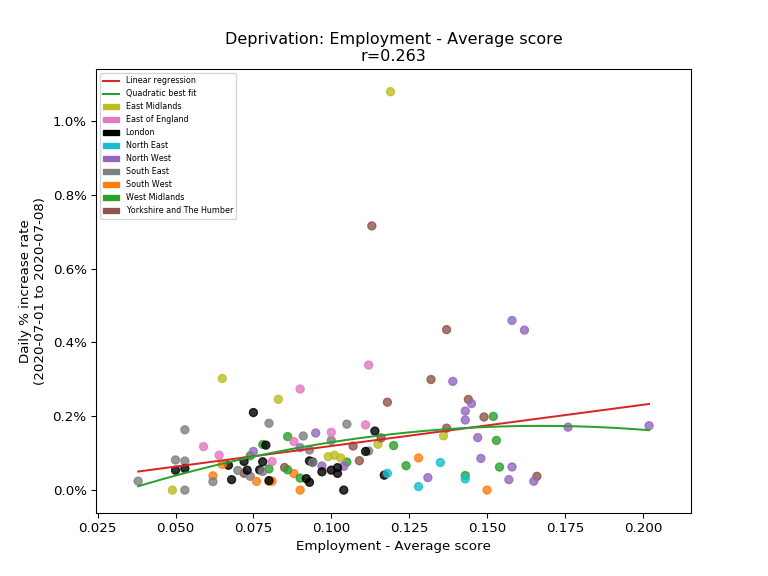 Deprivation: Employment - Average score
r=0.263
Linear regression
Quadratic best fit
East Midlands
East of England
London
North East
North West
South East
South West
West Midlands
Yorkshire and The Humber
1.0%
0.8%
0.6%
0.4%
0.2%
0.0%
Daily % increase rate
(2020-07-01 to 2020-07-08)
0.025 0.050 0.075 0.100 0.125 0.150 0.175 0.200
Employment - Average score